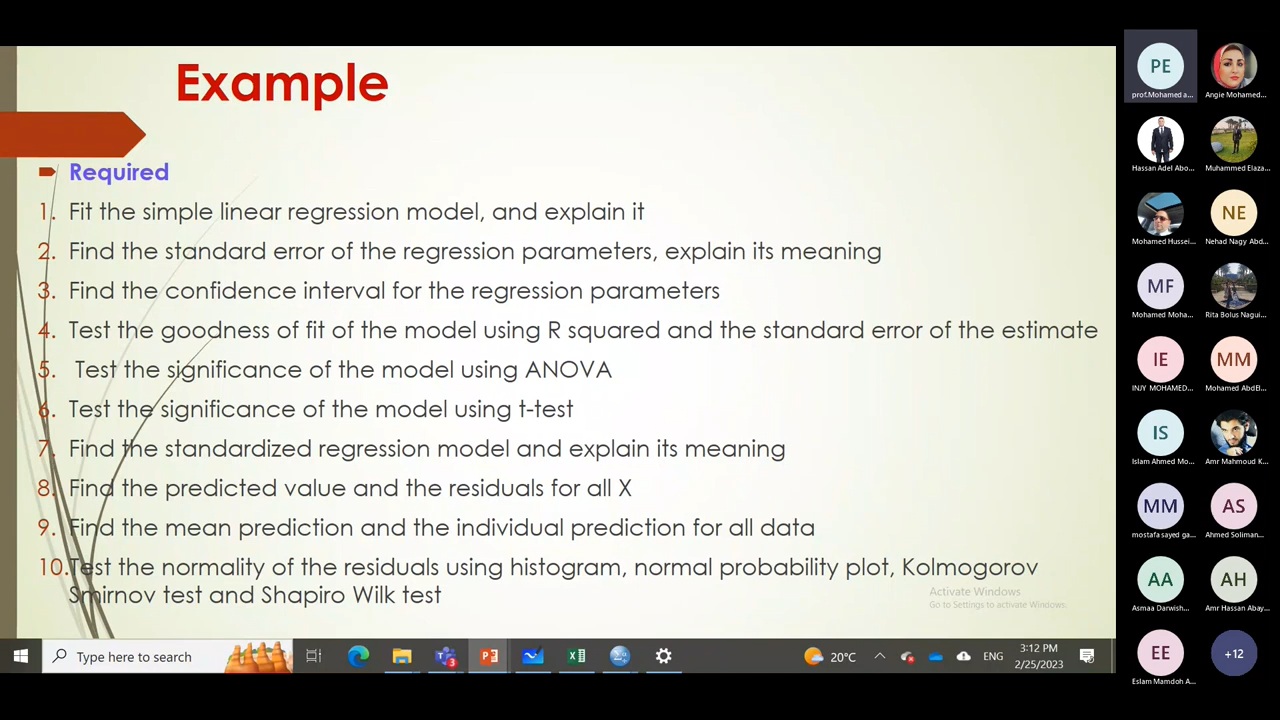 Example
Required
1. Fit the simple linear regression model, and explain it
2. Find the standard error of the regression parameters, explain its meaning
3. Find the confidence interval for the regression parameters
4. Test the goodness of fit of the model using R squared and the standard error of the estimate
5. Test the significance of the model using ANOVA
6. Test the significance of the model using t-test
7. Find the standardized regression model and explain its meaning
8. Find the predicted value and the residuals for all X
9. Find the mean prediction and the individual prediction for all data
10. Test the normality of the residuals using histogram, normal probability plot, Kolmogorov
Smirnov test and Shapiro Wilk test
Activate Windows
Go to Settings to activate Windows.
Type here to search
3
20°C
ENG
3:12 PM
2/25/2023
PE
prof.Mohamed a...
Angie Mohamed...
Hassan Adel Abo...
Muhammed Elaza...
Mohamed Hussei...
NE
Nehad Nagy Abd...
MF
Mohamed Moha...
Rita Bolus Nagui...
IE
INJY MOHAMED...
MM
Mohamed AbdEl...
IS
Islam Ahmed Mo...
Amr Mahmoud K...
MM
mostafa sayed ga...
AS
Ahmed Soliman...
AA
Asmaa Darwish...
AH
Amr Hassan Abay...
EE
Eslam Mamdoh A...
+12